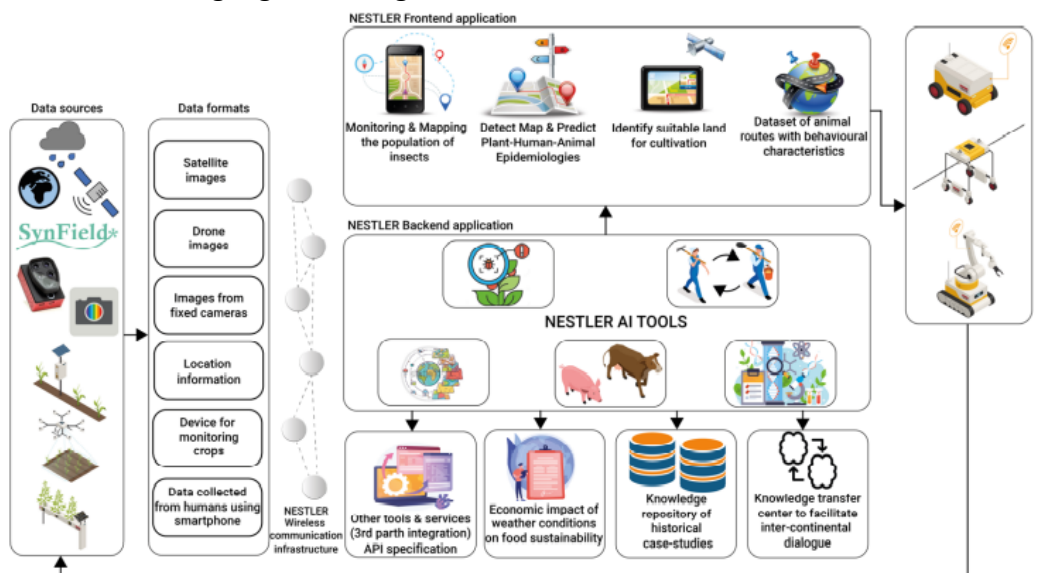 NESTLER Frontend application
Monitoring & Mapping
the population of
insects
Detect Map & Predict
Plant-Human-Animal
Epidemiologies
Identify suitable land
for cultivation
Dataset of animal
routes with behavioural
characteristics
Data sources
SynField*
Data formats
Satellite
images
Drone
images
Images from
fixed cameras
Location
information
Device for
monitoring
crops
Data collected
from humans using
smartphone
NESTLER
Wireless
communication
infrastructure
NESTLER Backend application
NESTLER AI TOOLS
Other tools & services
(3rd parth integration)
API specification
Economic impact of
weather conditions
on food sustainability
Knowledge
repository of
historical
case-studies
Knowledge transfer
center to facilitate
inter-continental
dialogue